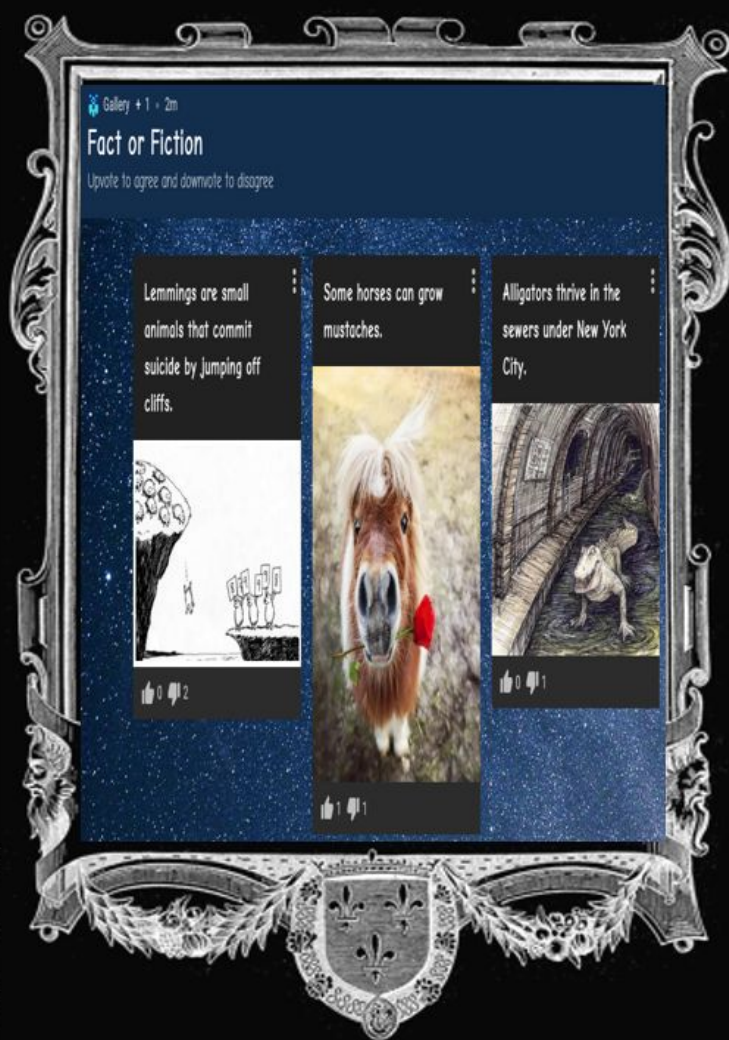 Gallery + 1 • 2m
Fact or Fiction
Upvote to agree and downvote to disagree
Lemmings are small
animals that commit
suicide by jumping off
cliffs.
0 2
Some horses can grow
mustaches.
1 1
Alligators thrive in the
sewers under New York
City.
0 1